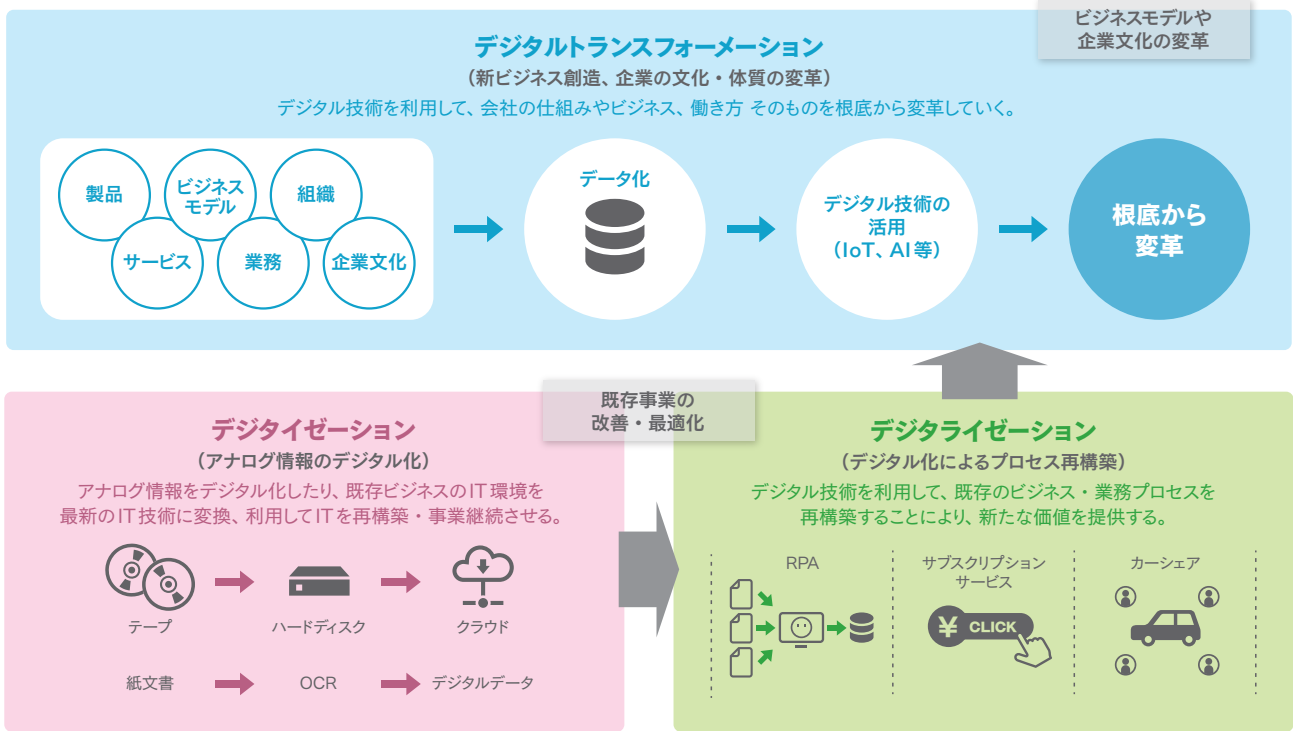 ビジネスモデルや
企業文化の変革
デジタルトランスフォーメーション
（新ビジネス創造、企業の文化・体質の変革）
デジタル技術を利用して、会社の仕組みやビジネス、働き方 そのものを根底から変革していく。
製品
ビジネス
モデル
組織
サービス
業務
企業文化
データ化
デジタル技術の
活用
（IoT、AI等）
根底から
変革
既存事業の
改善・最適化
デジタイゼーション
（アナログ情報のデジタル化）
アナログ情報をデジタル化したり、既存ビジネスのIT環境を
最新のIT技術に変換、利用してITを再構築・事業継続させる。
テープ
ハードディスク
クラウド
紙文書
OCR
デジタルデータ
デジタライゼーション
（デジタル化によるプロセス再構築）
デジタル技術を利用して、既存のビジネス・業務プロセスを
再構築することにより、新たな価値を提供する。
RPA
サブスクリプション
サービス
¥ CLICK
カーシェア